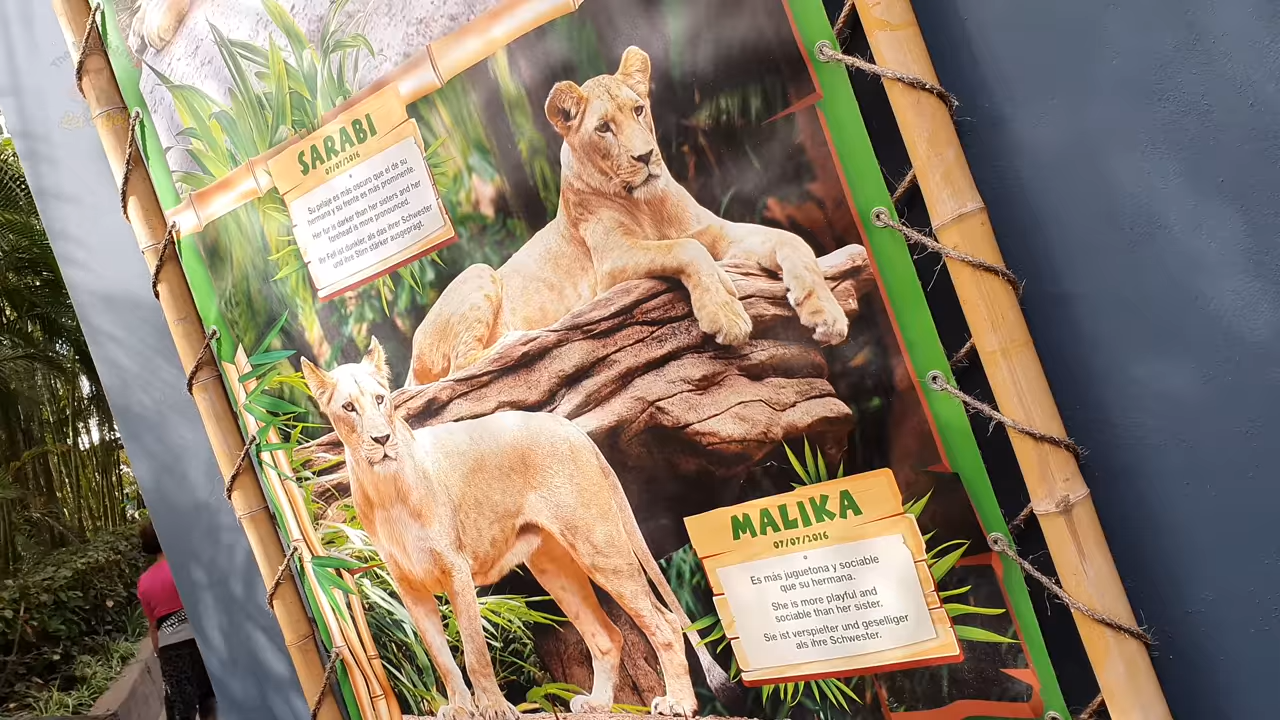 SARABI
07/07/2016
Su pelaje es más oscuro que el de su
hermana y su frente es más prominente.
Her fur is darker than her sisters and her
forehead is more pronounced.
Ihr Fell ist dunkler, als das ihrer Schwester
und ihre Stirn stärker ausgeprägt.
MALIKA
07/07/2016
Es más juguetona y sociable
que su hermana.
She is more playful and
sociable than her sister.
Sie ist verspielter und geselliger
als ihre Schwester.